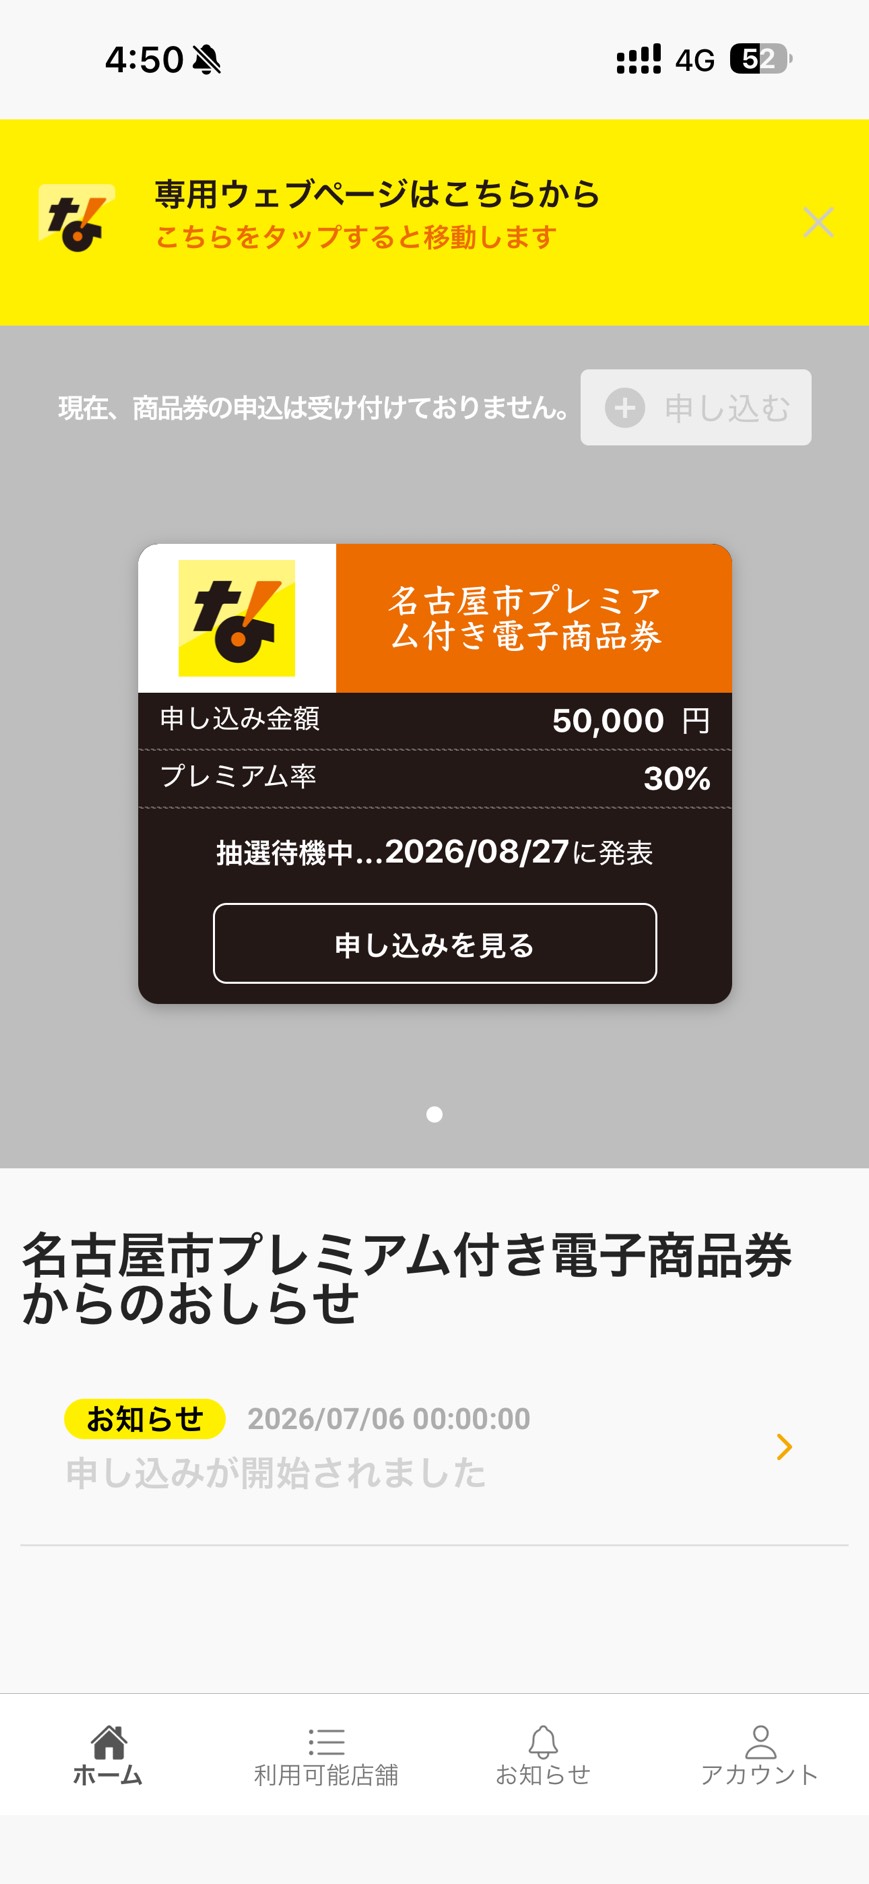 4:50
4G 52
専用ウェブページはこちらから
こちらをタップすると移動します
現在、商品券の申込は受け付けておりません。
申し込む
な!
名古屋市プレミア
ム付き電子商品券
申し込み金額 50,000 円
プレミアム率 30%
抽選待機中...2026/08/27に発表
申し込みを見る
名古屋市プレミアム付き電子商品券
からのおしらせ
お知らせ 2026/07/06 00:00:00
申し込みが開始されました
ホーム 利用可能店舗 お知らせ アカウント